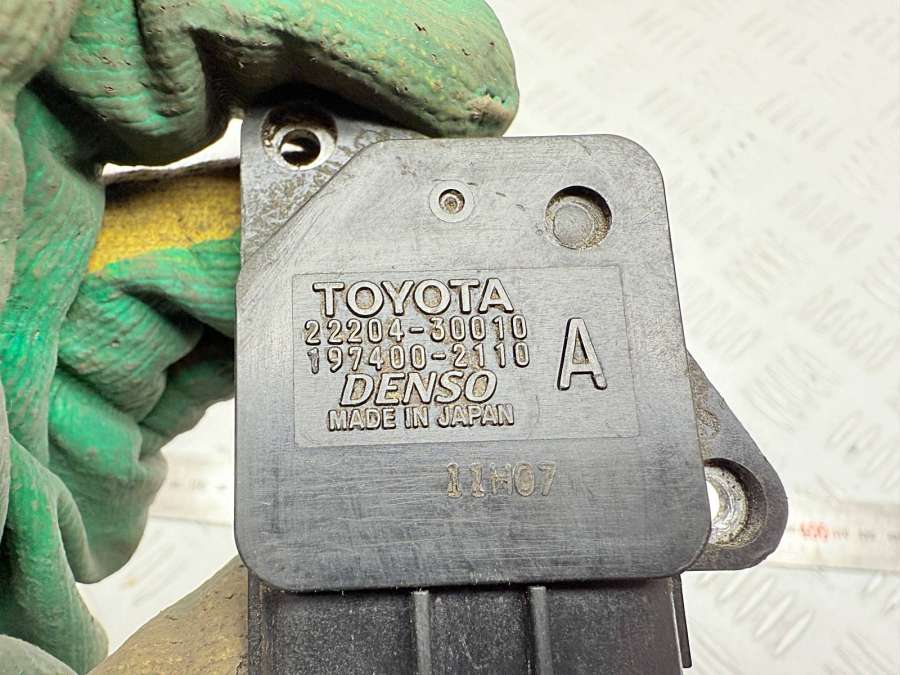 TOYOTA
22204-30010
197400-2110
A
DENSO
MADE IN JAPAN
11H07